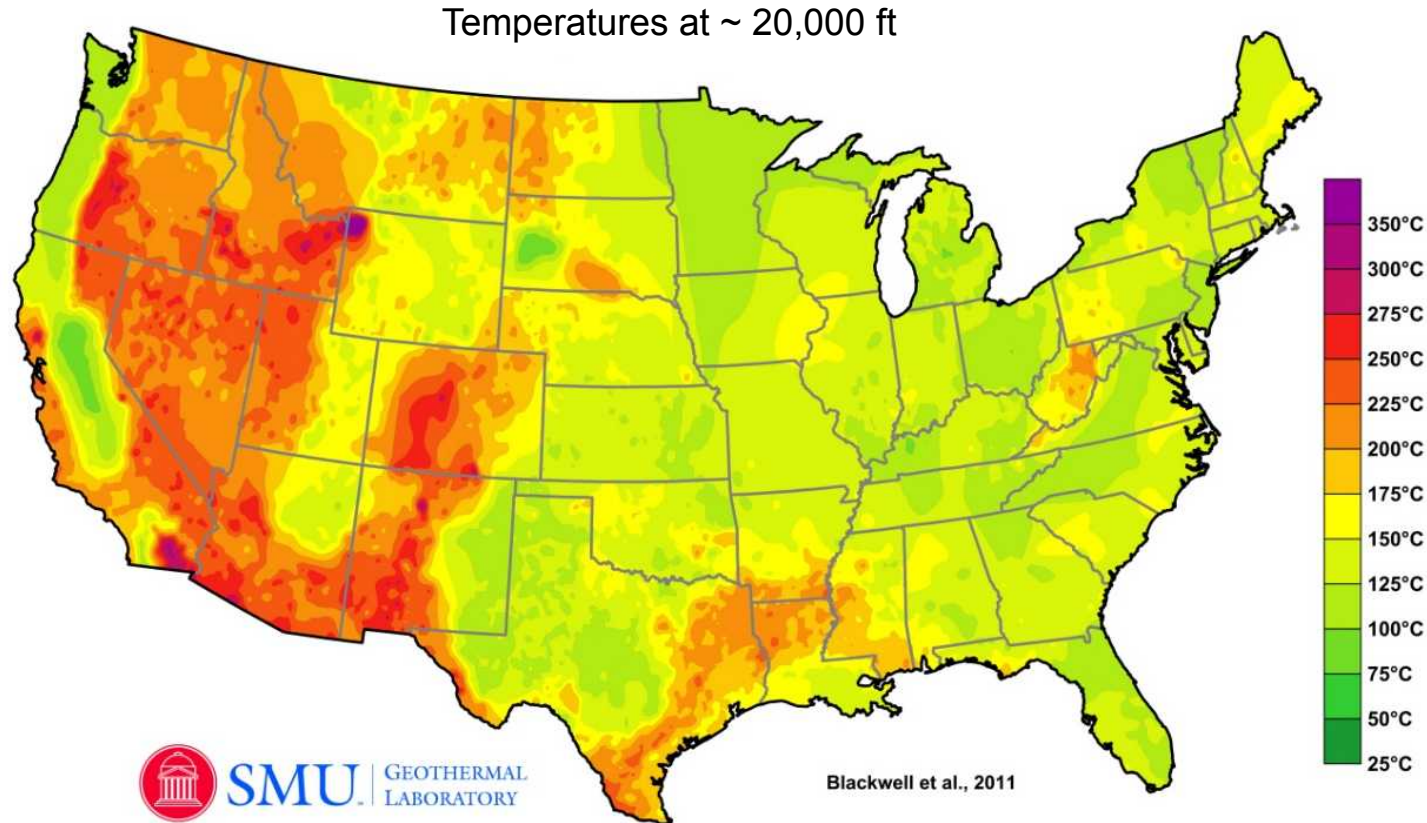 Temperatures at ~ 20,000 ft
350°C
300°C
275°C
250°C
225°C
200°C
175°C
150°C
125°C
100°C
75°C
50°C
25°C
SMU
GEOTHERMAL
LABORATORY
Blackwell et al., 2011